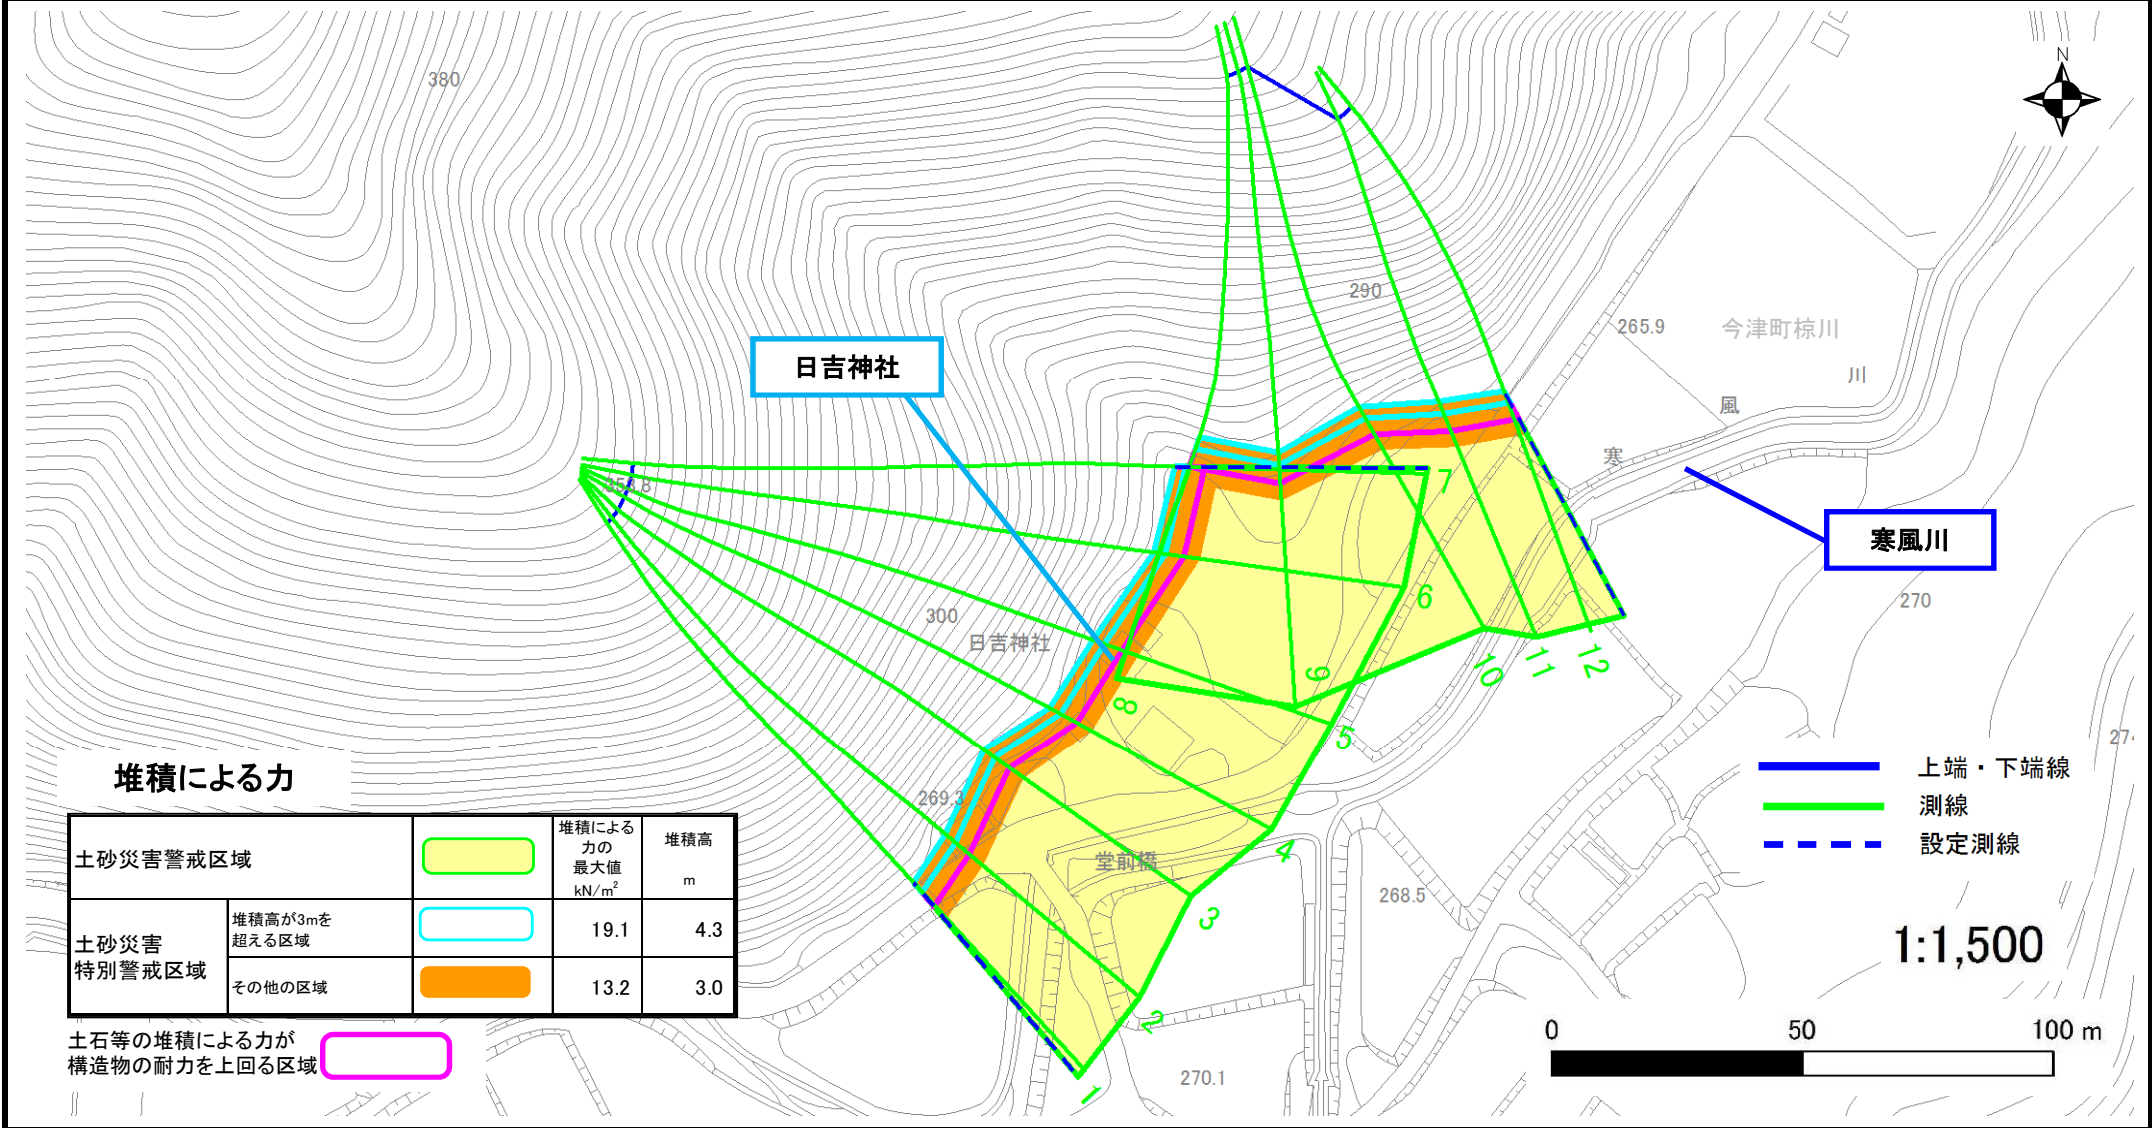 380
N
290
265.9
今津町椋川
川
風
寒
日吉神社
353.8
7
寒風川
6
300
日吉神社
270
9
10
11
12
8
5
274
堆積による力
上端・下端線
測線
設定測線
269.3
4
堂前橋
3
268.5
土砂災害警戒区域
堆積による
力の
最大値
kN/m²
堆積高
m
土砂災害
特別警戒区域
堆積高が3mを
超える区域
19.1
4.3
その他の区域
13.2
3.0
1:1,500
2
土石等の堆積による力が
構造物の耐力を上回る区域
0
50
100 m
270.1
1